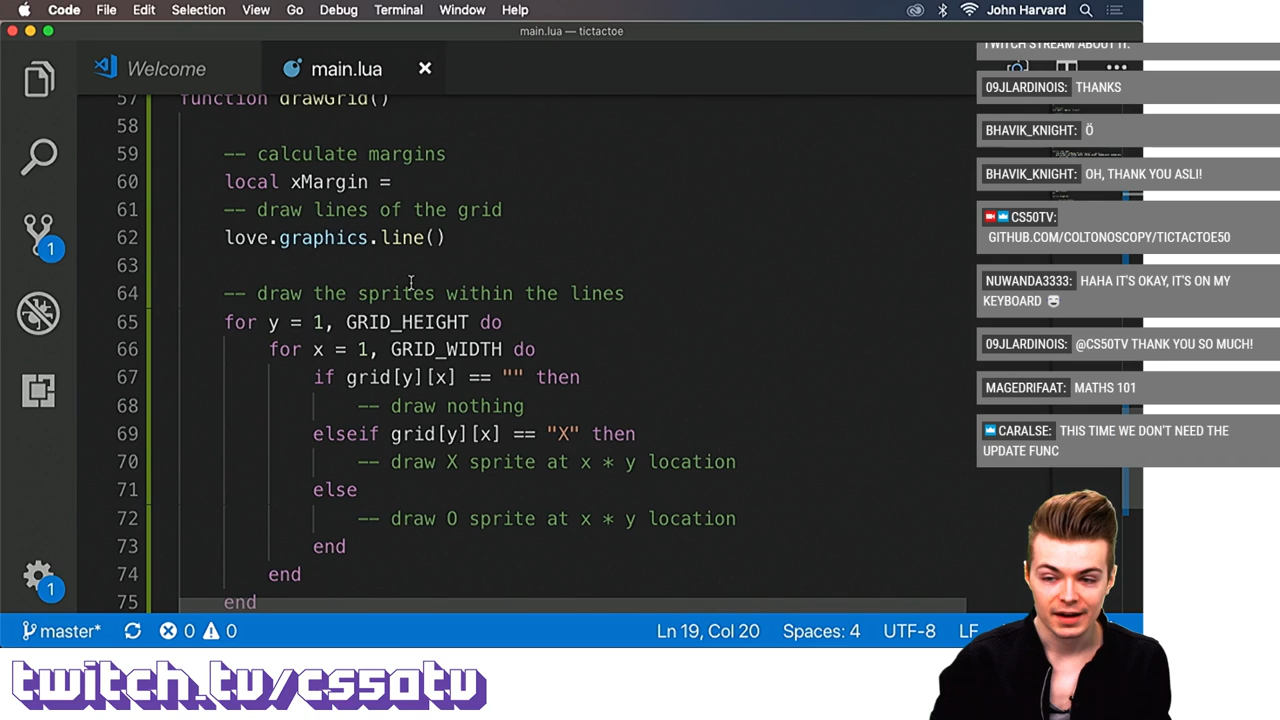 Code File Edit Selection View Go Debug Terminal Window Help John Harvard
main.lua — tictactoe
Welcome main.lua
57 function drawGrid()
58
59 -- calculate margins
60 local xMargin =
61 -- draw lines of the grid
62 love.graphics.line()
63
64 -- draw the sprites within the lines
65 for y = 1, GRID_HEIGHT do
66 for x = 1, GRID_WIDTH do
67 if grid[y][x] == "" then
68 -- draw nothing
69 elseif grid[y][x] == "X" then
70 -- draw X sprite at x * y location
71 else
72 -- draw O sprite at x * y location
73 end
74 end
75 end
1
1
master* 0 0 Ln 19, Col 20 Spaces: 4 UTF-8 LF
TWITCH STREAM ABOUT IT.
09JLARDINOIS: THANKS
BHAVIK_KNIGHT: Ö
BHAVIK_KNIGHT: OH, THANK YOU ASLI!
CS50TV:
GITHUB.COM/COLTONOSCOPY/TICTACTOE50
NUWANDA3333: HAHA IT'S OKAY, IT'S ON MY
KEYBOARD
09JLARDINOIS: @CS50TV THANK YOU SO MUCH!
MAGEDRIFAAT: MATHS 101
CARALSE: THIS TIME WE DON'T NEED THE
UPDATE FUNC
twitch.tv/cs50tv